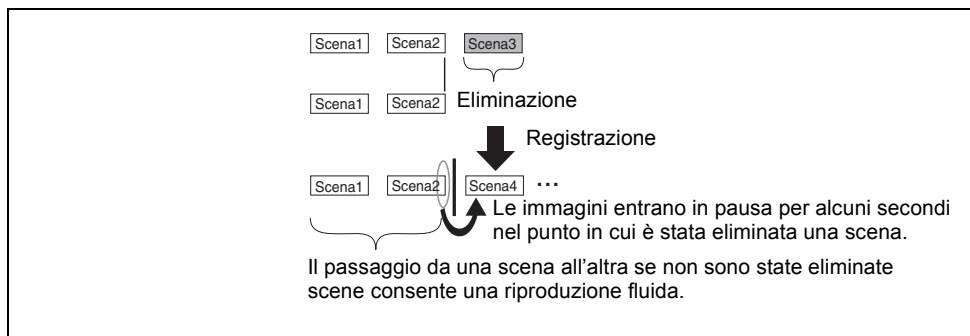 Scena1 Scena2 Scena3
Scena1 Scena2 Eliminazione
Registrazione
Scena1 Scena2 Scena4 ...
Le immagini entrano in pausa per alcuni secondi
nel punto in cui è stata eliminata una scena.
Il passaggio da una scena all'altra se non sono state eliminate
scene consente una riproduzione fluida.